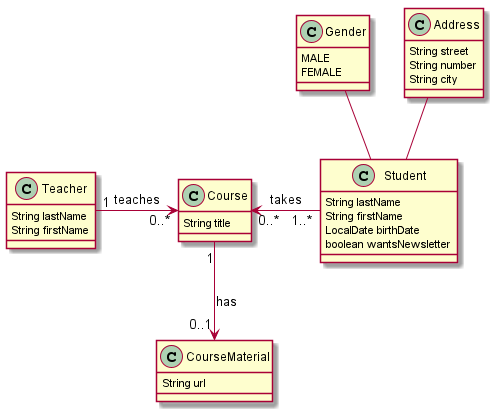 C Gender
MALE
FEMALE
C Address
String street
String number
String city
C Teacher
String lastName
String firstName
1 teaches
0..*
C Course
String title
takes
0..* 1..*
C Student
String lastName
String firstName
LocalDate birthDate
boolean wantsNewsletter
1
has
0..1
C CourseMaterial
String url